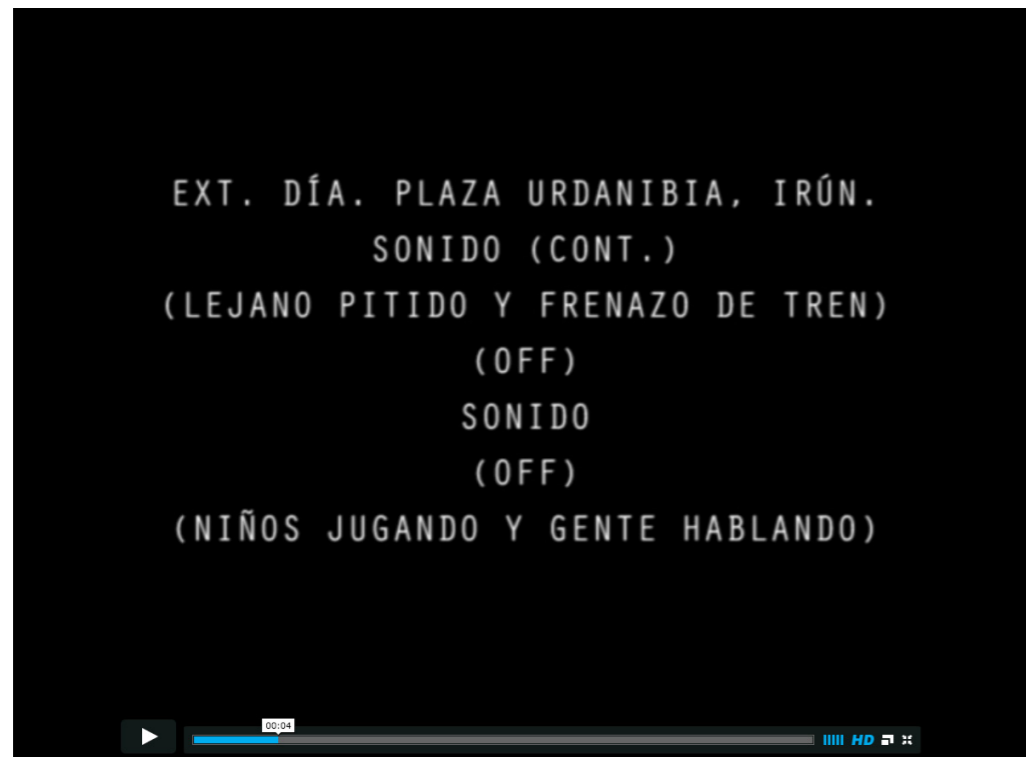 EXT. DÍA. PLAZA URDANIBIA, IRÚN.
SONIDO (CONT.)
(LEJANO PITIDO Y FRENAZO DE TREN)
(OFF)
SONIDO
(OFF)
(NIÑOS JUGANDO Y GENTE HABLANDO)
00:04
HD